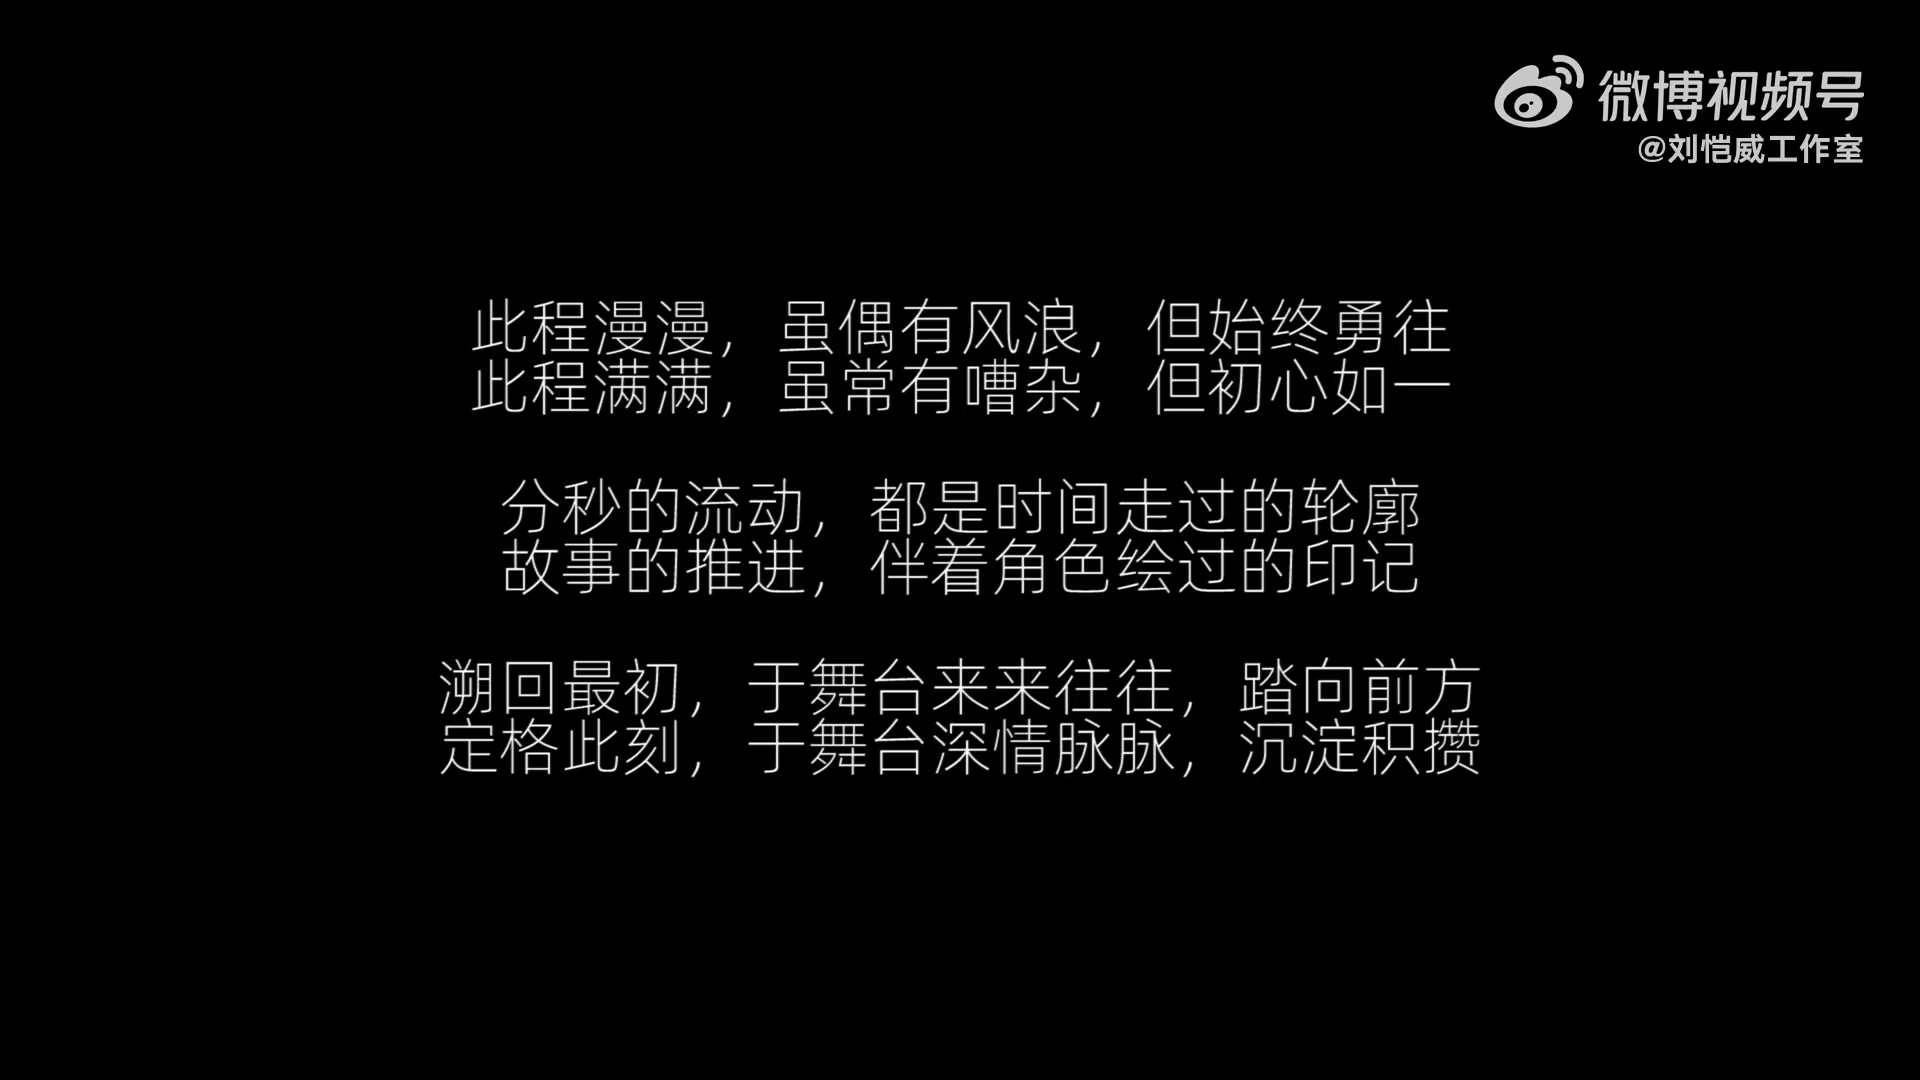 微博视频号
@刘恺威工作室
此程漫漫，虽偶有风浪，但始终勇往
此程满满，虽常有嘈杂，但初心如一
分秒的流动，都是时间走过的轮廓
故事的推进，伴着角色绘过的印记
溯回最初，于舞台来来往往，踏向前方
定格此刻，于舞台深情脉脉，沉淀积攒